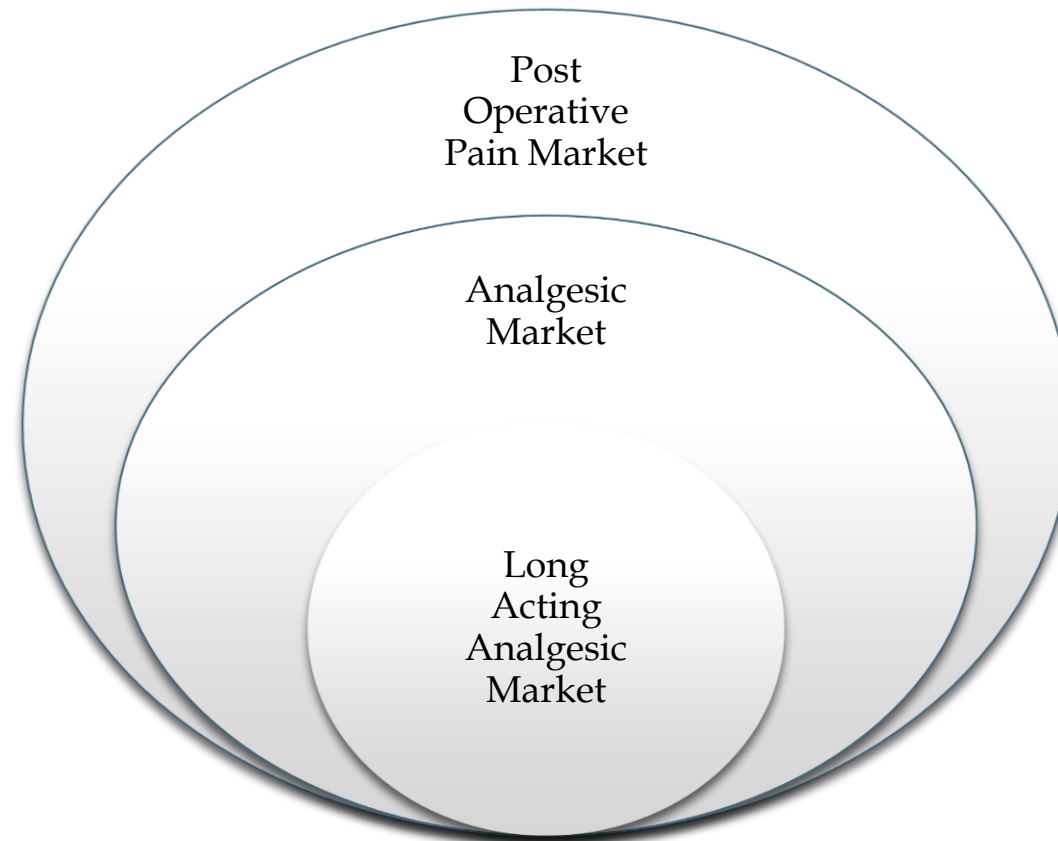 Post
Operative
Pain Market
Analgesic
Market
Long
Acting
Analgesic
Market